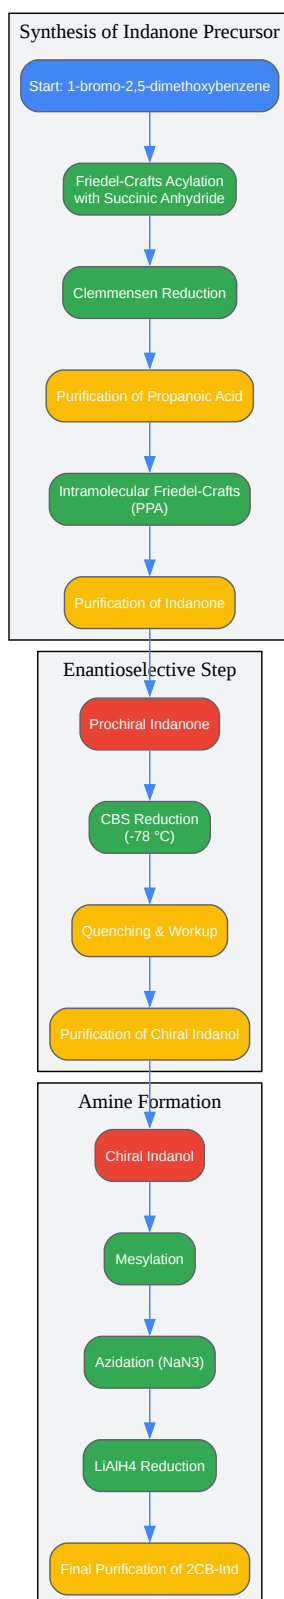 Synthesis of Indanone Precursor
Start: 1-bromo-2,5-dimethoxybenzene
Friedel-Crafts Acylation
with Succinic Anhydride
Clemmensen Reduction
Purification of Propanoic Acid
Intramolecular Friedel-Crafts
(PPA)
Purification of Indanone
Enantioselective Step
Prochiral Indanone
CBS Reduction
(-78 °C)
Quenching & Workup
Purification of Chiral Indanol
Amine Formation
Chiral Indanol
Mesylation
Azidation (NaN3)
LiAlH4 Reduction
Final Purification of 2CB-Ind